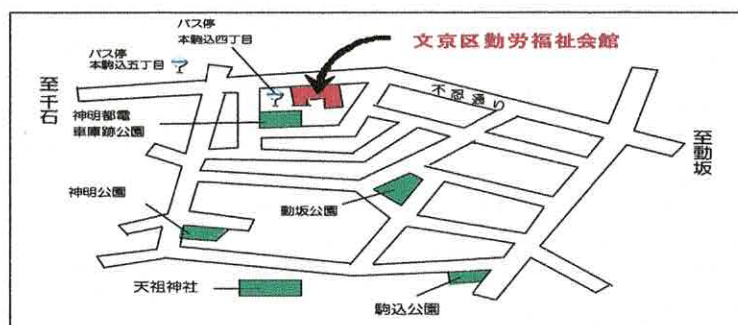 バス停
本駒込四丁目
文京区勤労福祉会館
バス停
本駒込五丁目
至千石
不忍通り
神明都電
車庫跡公園
至動坂
神明公園
動坂公園
天祖神社
駒込公園